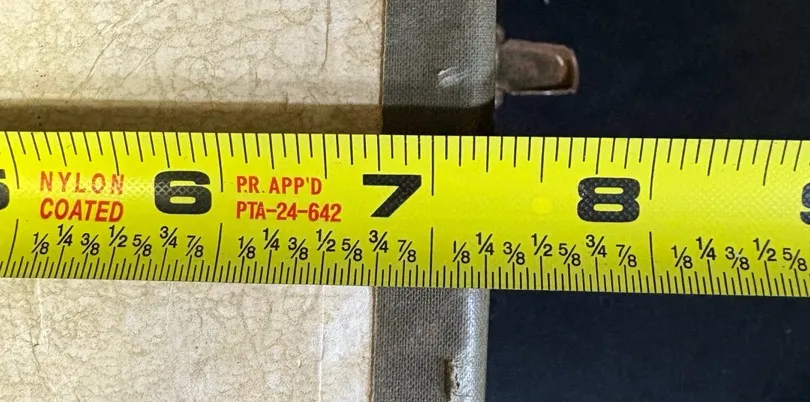 5 NYLON 6 P.R. APP'D 7 8 9
COATED PTA-24-642
1/8 1/4 3/8 1/2 5/8 3/4 7/8 1/8 1/4 3/8 1/2 5/8 3/4 7/8 1/8 1/4 3/8 1/2 5/8 3/4 7/8 1/8 1/4 3/8 1/2 5/8